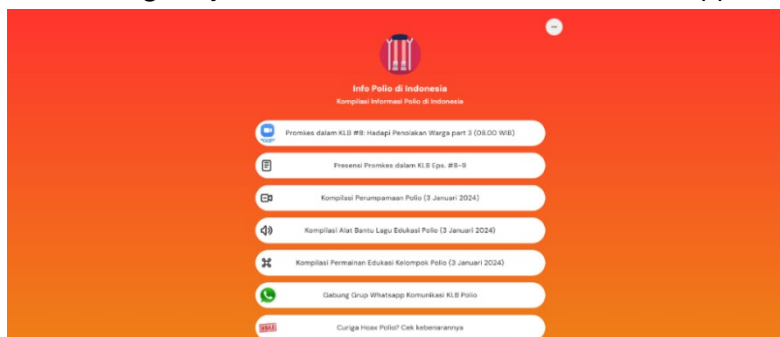 Info Polio di Indonesia
Kompilasi Informasi Polio di Indonesia
Promkes dalam KLB #8: Hadapi Penolakan Warga part 3 (08.00 WIB)
Presensi Promkes dalam KLB Eps. #8-9
Kompilasi Perumpamaan Polio (3 Januari 2024)
Kompilasi Alat Bantu Lagu Edukasi Polio (3 Januari 2024)
Kompilasi Permainan Edukasi Kelompok Polio (3 Januari 2024)
Gabung Grup Whatsapp Komunikasi KLB Polio
HOAX
Curiga Hoax Polio? Cek kebenarannya